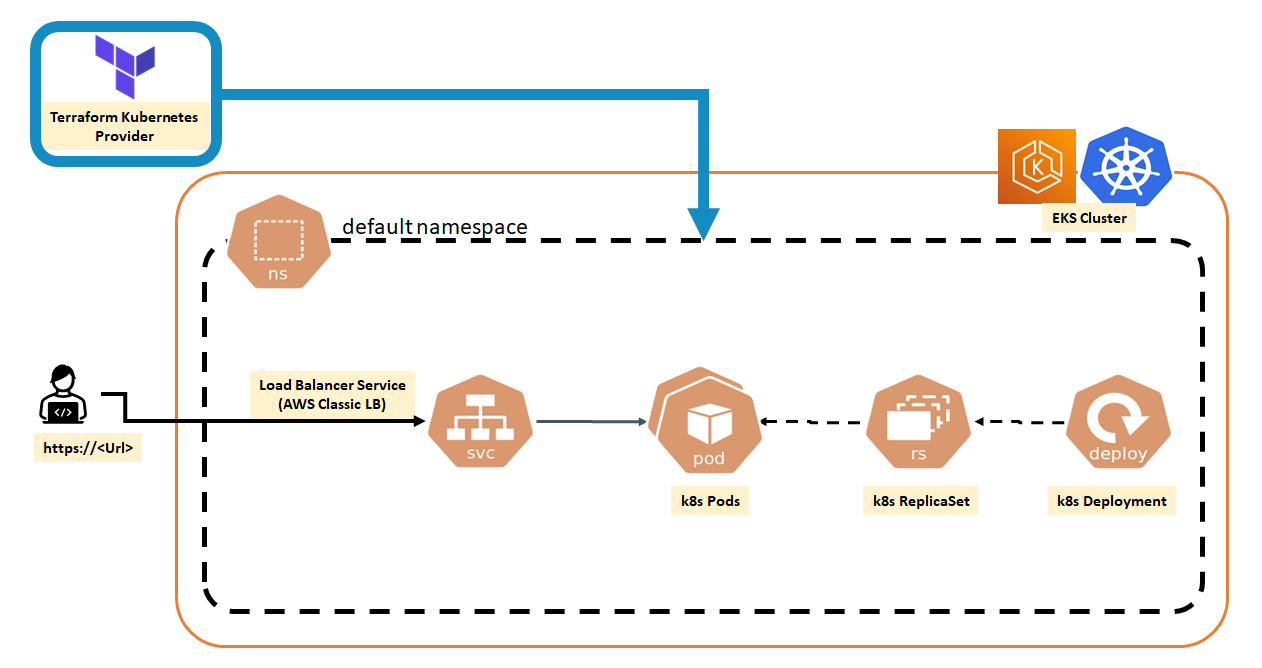 Terraform Kubernetes
Provider
K
EKS Cluster
default namespace
ns
Load Balancer Service
(AWS Classic LB)
</>
https://<Url>
svc
pod
rs
deploy
k8s Pods
k8s ReplicaSet
k8s Deployment